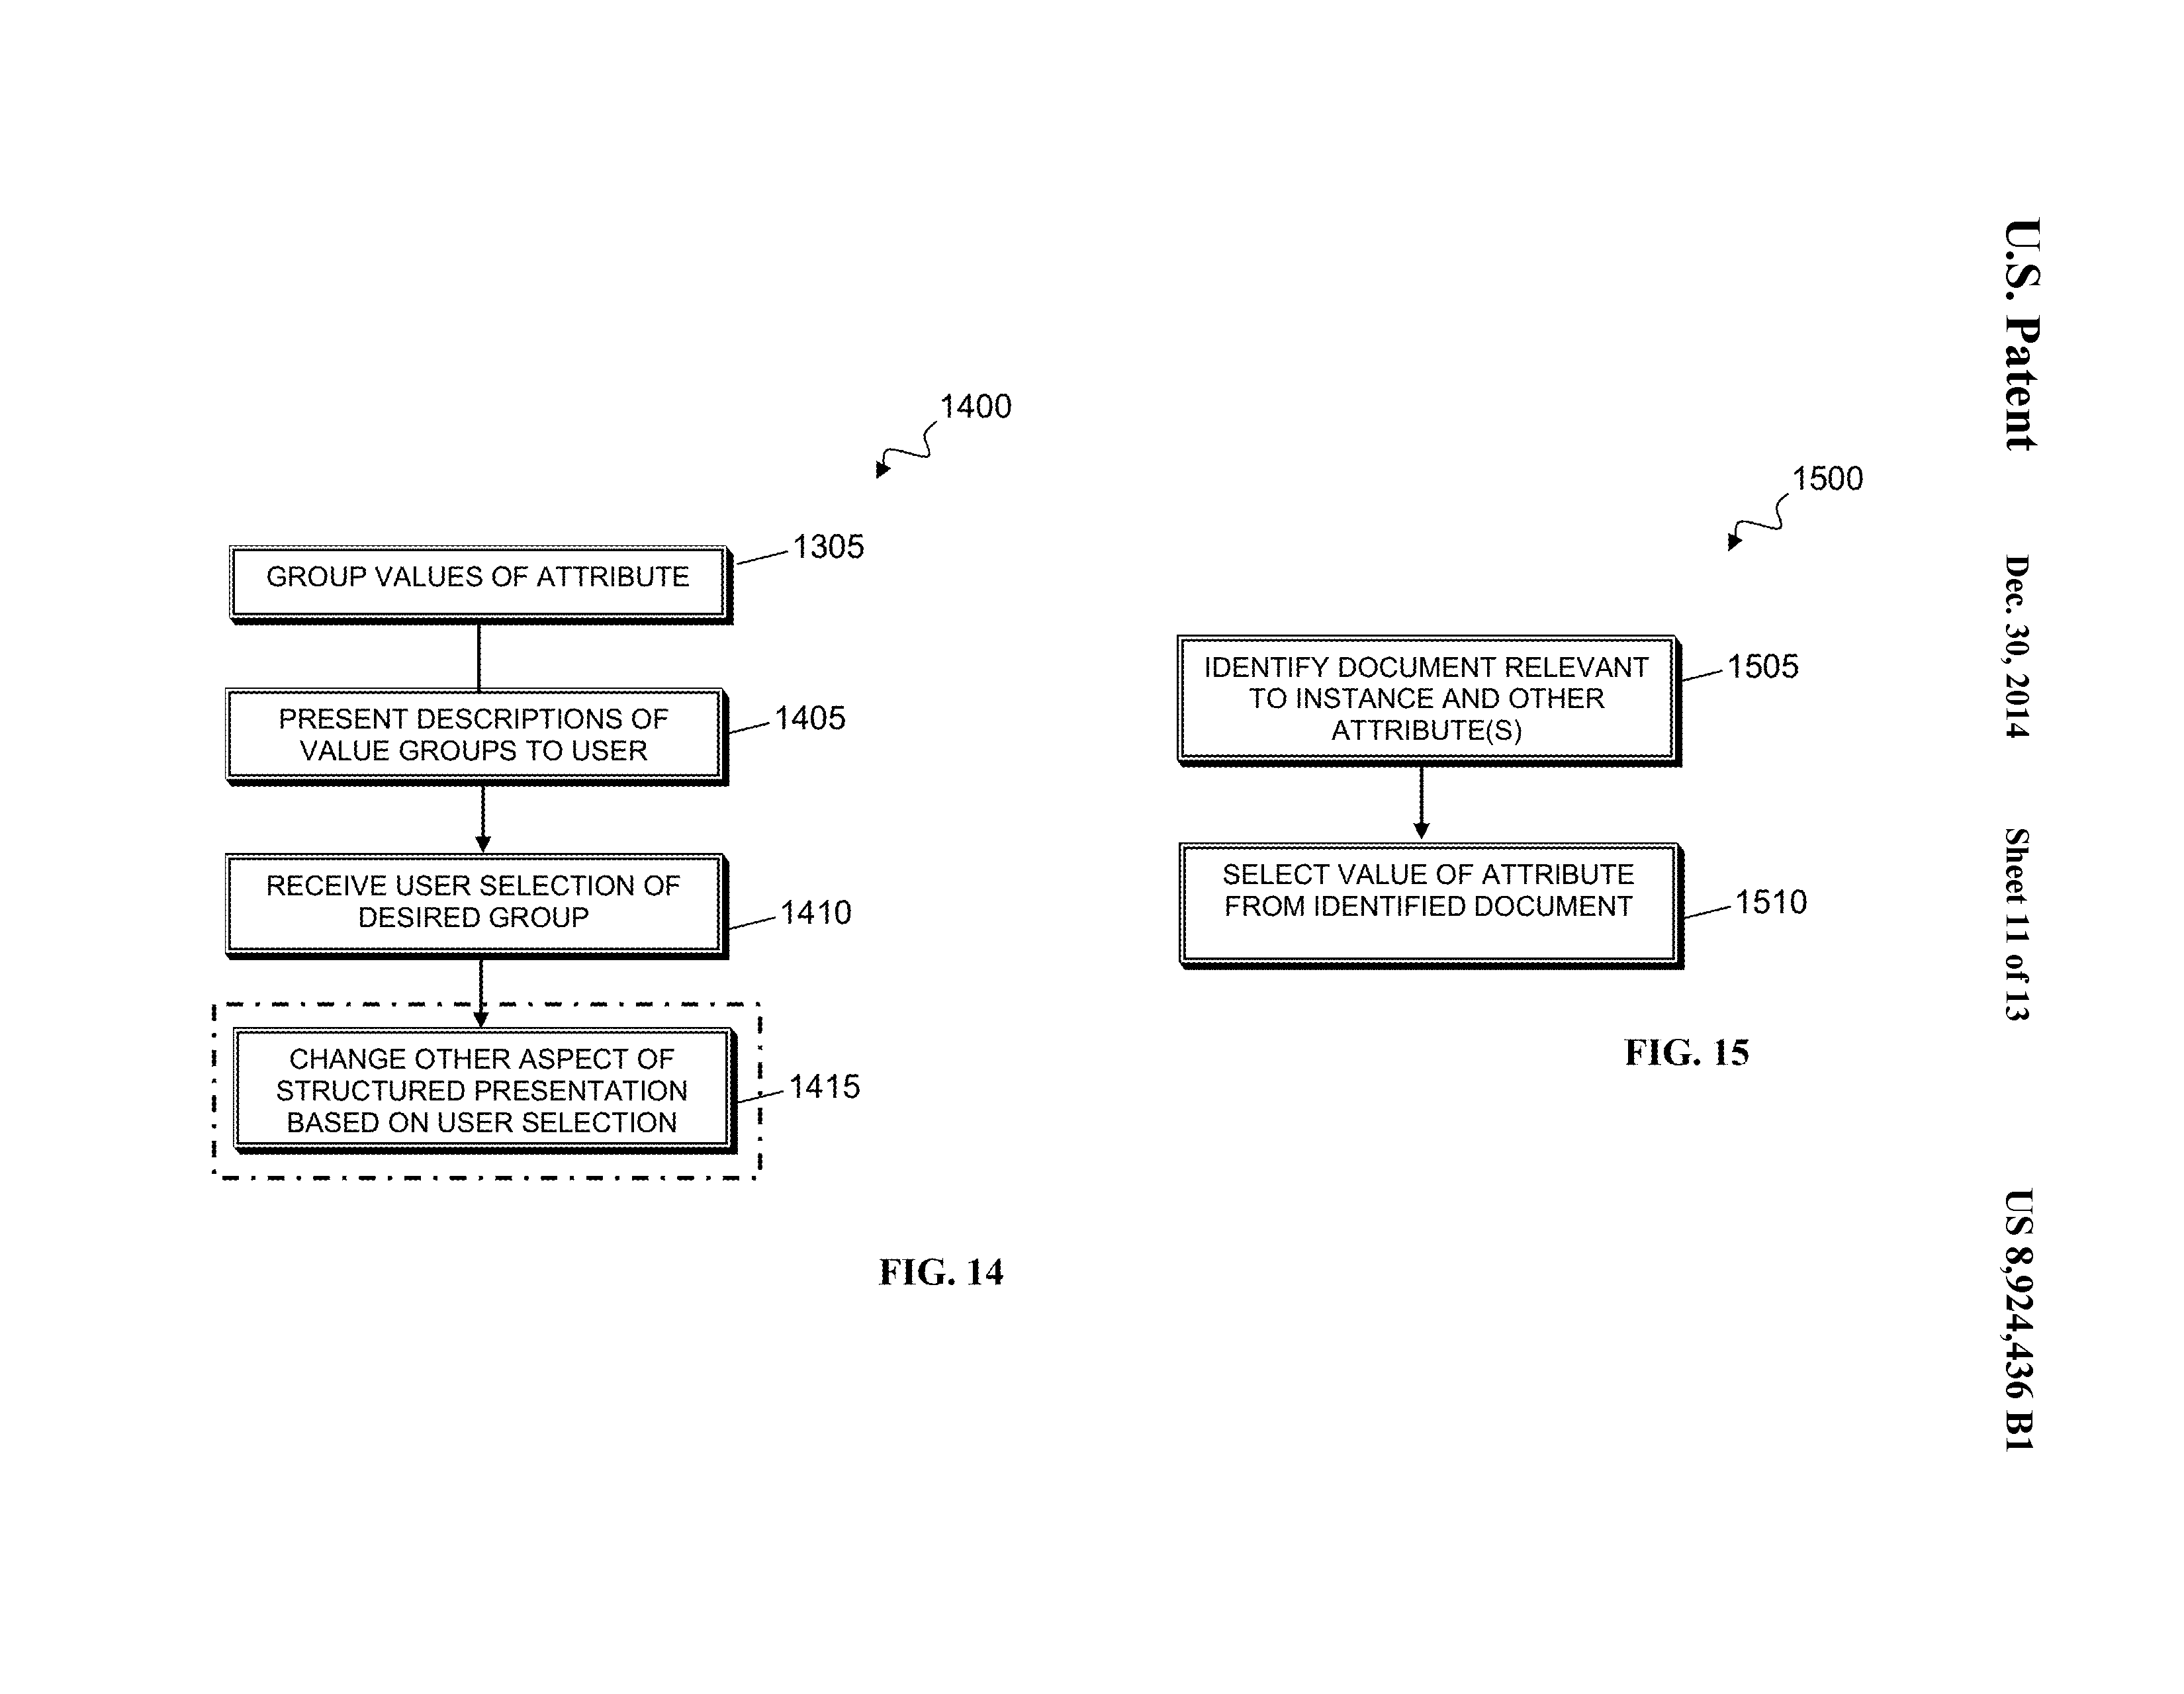 U.S. Patent
Dec. 30, 2014
Sheet 11 of 13
US 8,924,436 B1
1400
1305
GROUP VALUES OF ATTRIBUTE
1405
PRESENT DESCRIPTIONS OF
VALUE GROUPS TO USER
1410
RECEIVE USER SELECTION OF
DESIRED GROUP
1415
CHANGE OTHER ASPECT OF
STRUCTURED PRESENTATION
BASED ON USER SELECTION
FIG. 14
1500
1505
IDENTIFY DOCUMENT RELEVANT
TO INSTANCE AND OTHER
ATTRIBUTE(S)
1510
SELECT VALUE OF ATTRIBUTE
FROM IDENTIFIED DOCUMENT
FIG. 15